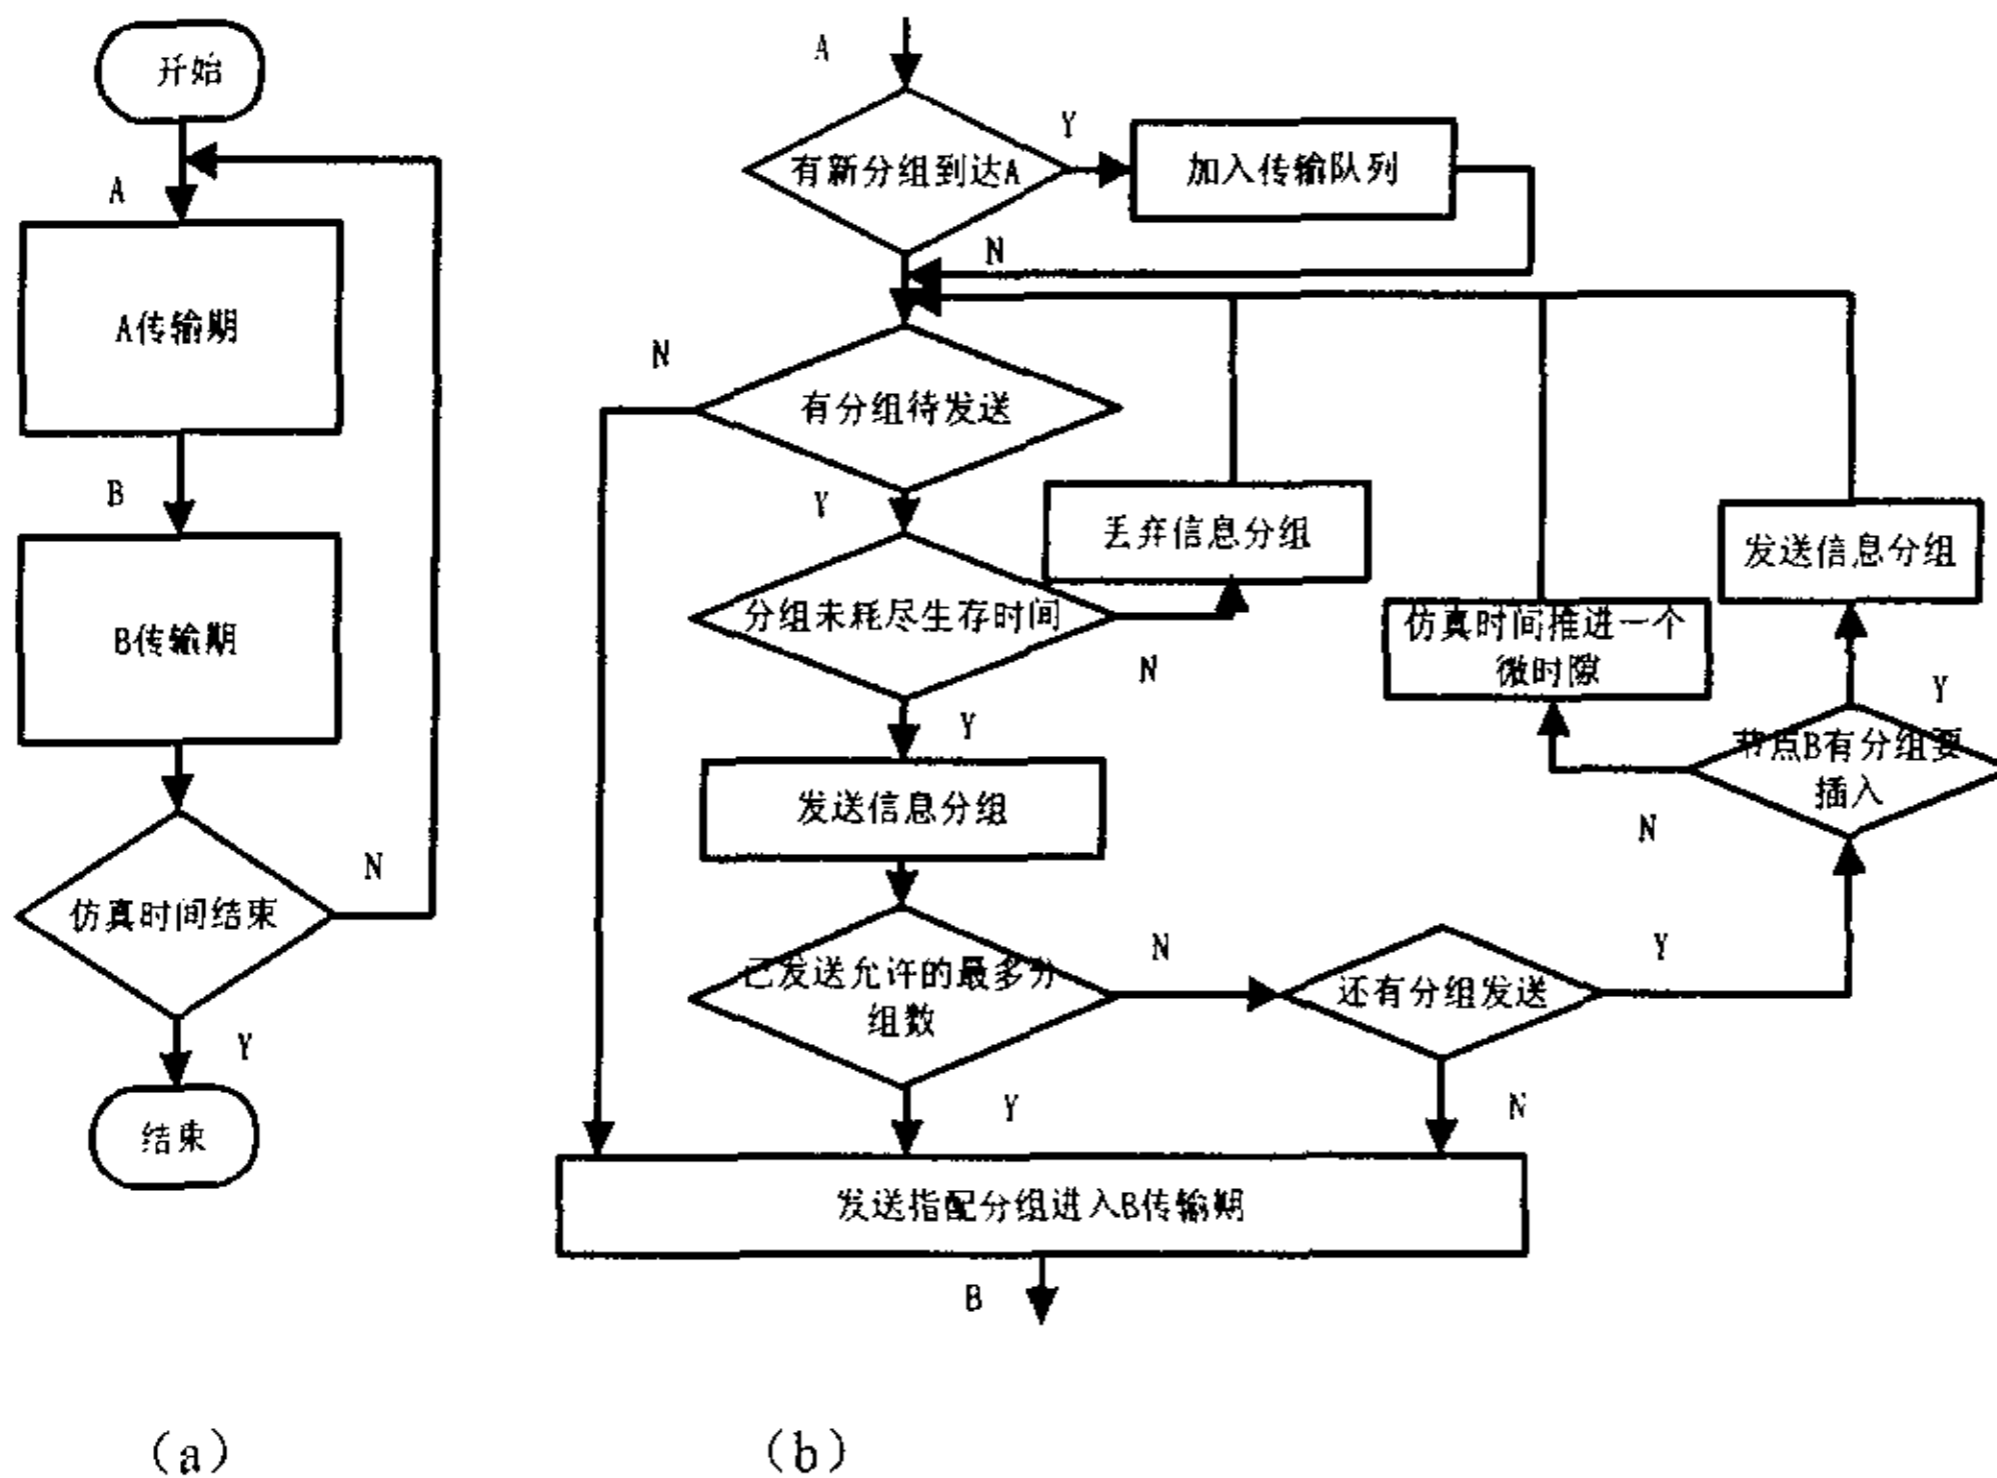 开始
A
A传输期
B
B传输期
仿真时间结束
N
Y
结束
(a)
A
有新分组到达A
Y
加入传输队列
N
有分组待发送
N
Y
丢弃信息分组
分组未耗尽生存时间
N
Y
发送信息分组
已发送允许的最多分
组数
N
还有分组发送
Y
节点B有分组要
插入
N
仿真时间推进一个
微时隙
Y
发送信息分组
Y
N
发送指配分组进入B传输期
B
(b)